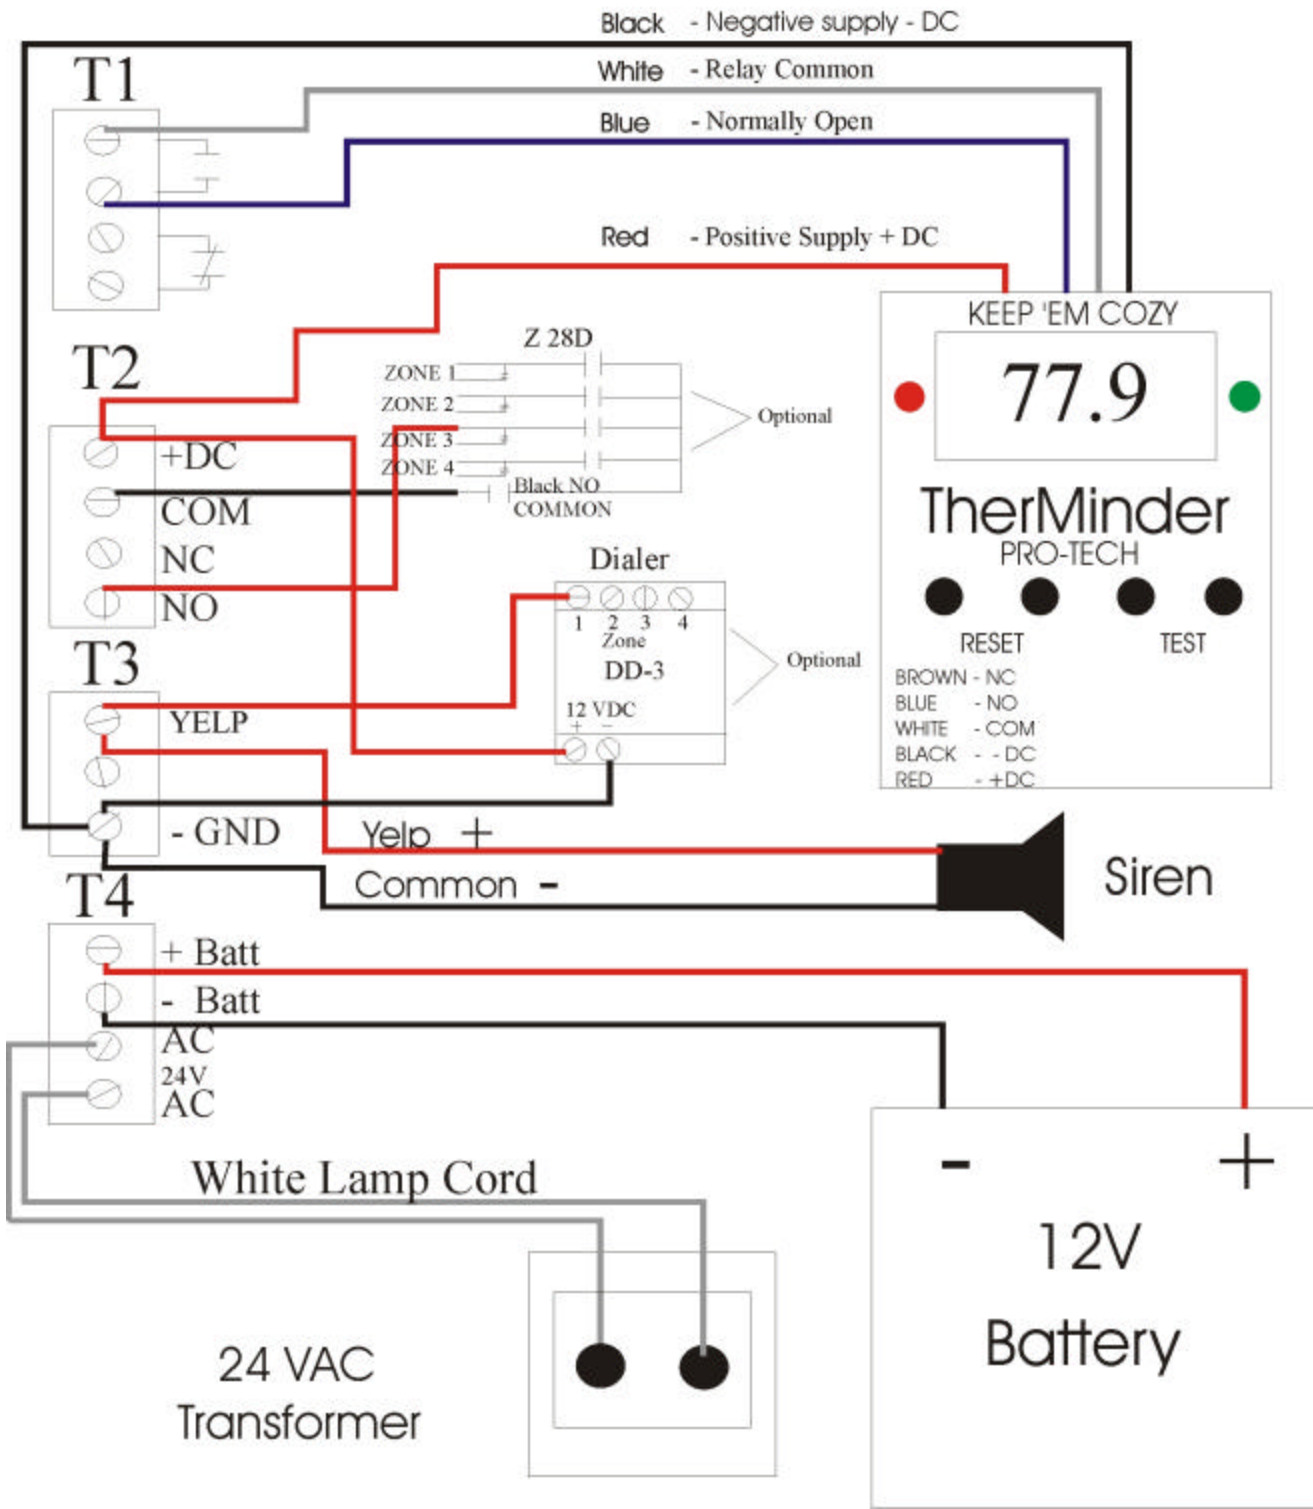 Black - Negative supply - DC
T1
White - Relay Common
Blue - Normally Open
Red - Positive Supply + DC
KEEP 'EM COZY
77.9
TherMinder
PRO-TECH
RESET TEST
BROWN - NC
BLUE - NO
WHITE - COM
BLACK - - DC
RED - +DC
T2
+DC
COM
NC
NO
Z 28D
ZONE 1
ZONE 2
ZONE 3
ZONE 4
Optional
Black NO
COMMON
Dialer
1 2 3 4
Zone
DD-3
12 VDC
+ -
Optional
T3
YELP
- GND
Yelp +
Common -
Siren
T4
+ Batt
- Batt
AC
24V
AC
White Lamp Cord
24 VAC
Transformer
- +
12V
Battery